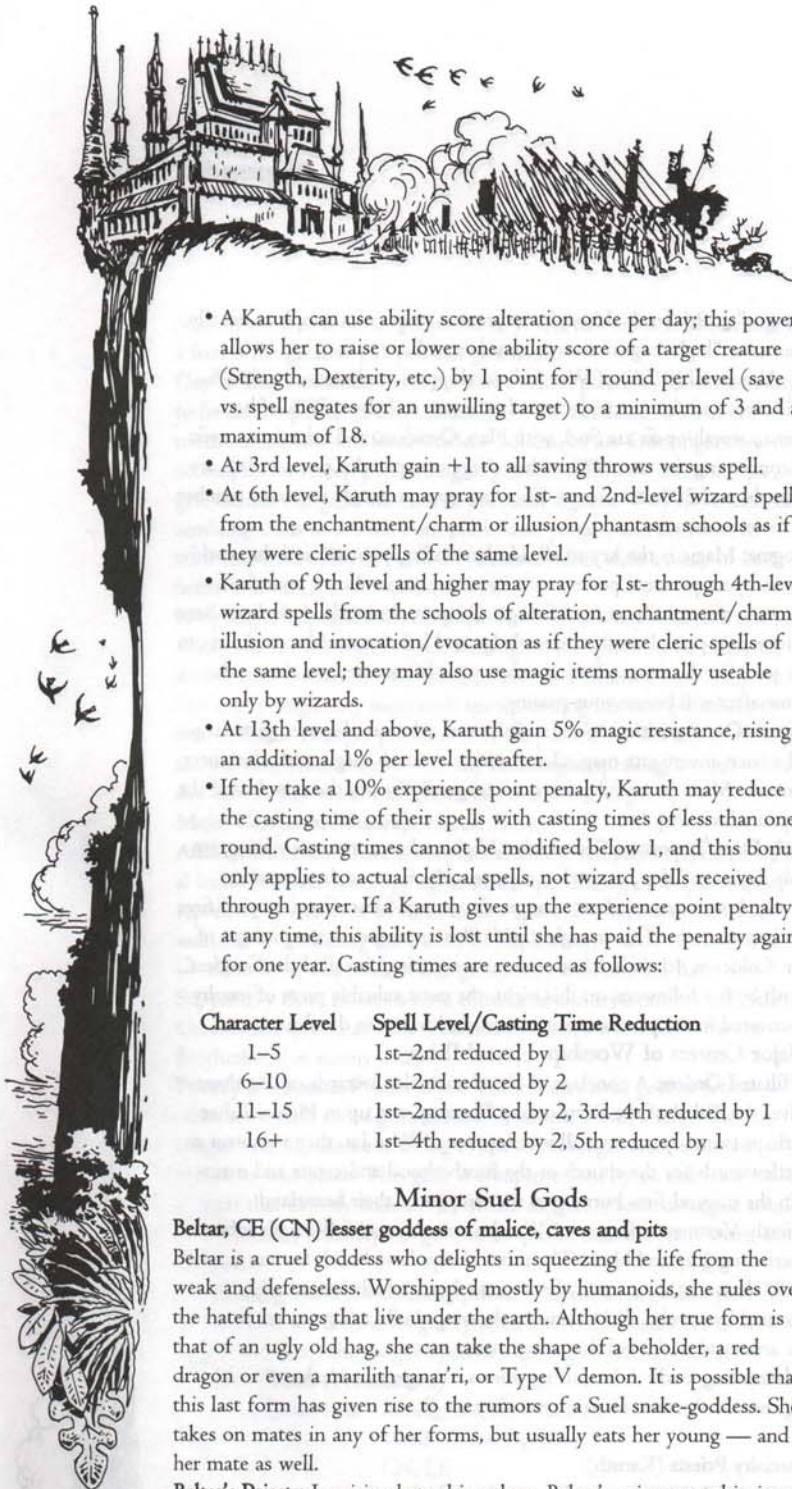 • A Karuth can use ability score alteration once per day; this power
allows her to raise or lower one ability score of a target creature
(Strength, Dexterity, etc.) by 1 point for 1 round per level (save
vs. spell negates for an unwilling target) to a minimum of 3 and a
maximum of 18.
• At 3rd level, Karuth gain +1 to all saving throws versus spell.
• At 6th level, Karuth may pray for 1st- and 2nd-level wizard spell
from the enchantment/charm or illusion/phantasm schools as if
they were cleric spells of the same level.
• Karuth of 9th level and higher may pray for 1st- through 4th-lev
wizard spells from the schools of alteration, enchantment/charm
illusion and invocation/evocation as if they were cleric spells of
the same level; they may also use magic items normally useable
only by wizards.
• At 13th level and above, Karuth gain 5% magic resistance, rising
an additional 1% per level thereafter.
• If they take a 10% experience point penalty, Karuth may reduce
the casting time of their spells with casting times of less than one
round. Casting times cannot be modified below 1, and this bonu
only applies to actual clerical spells, not wizard spells received
through prayer. If a Karuth gives up the experience point penalty
at any time, this ability is lost until she has paid the penalty again
for one year. Casting times are reduced as follows:
Character Level Spell Level/Casting Time Reduction
1–5 1st–2nd reduced by 1
6–10 1st–2nd reduced by 2
11–15 1st–2nd reduced by 2, 3rd–4th reduced by 1
16+ 1st–4th reduced by 2, 5th reduced by 1
Minor Suel Gods
Beltar, CE (CN) lesser goddess of malice, caves and pits
Beltar is a cruel goddess who delights in squeezing the life from the
weak and defenseless. Worshipped mostly by humanoids, she rules ove
the hateful things that live under the earth. Although her true form is
that of an ugly old hag, she can take the shape of a beholder, a red
dragon or even a marilith tanar'ri, or Type V demon. It is possible tha
this last form has given rise to the rumors of a Suel snake-goddess. She
takes on mates in any of her forms, but usually eats her young — and
her mate as well.